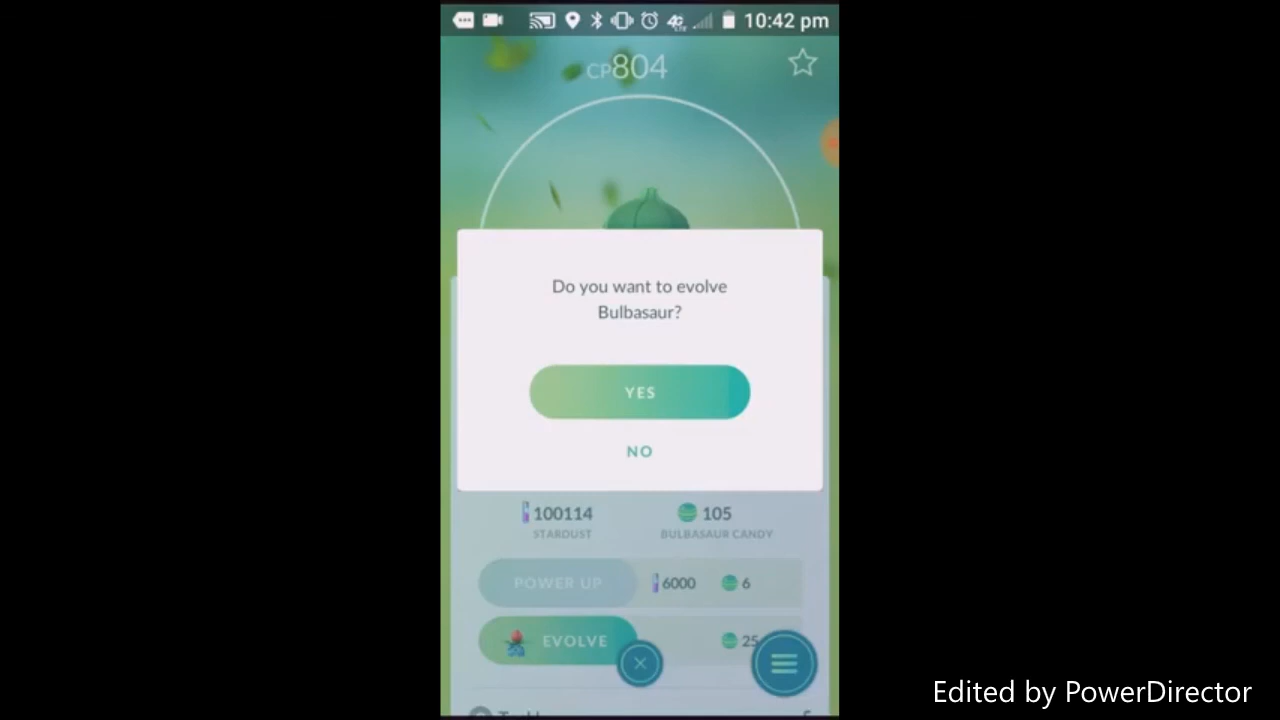 10:42 pm
CP804
Do you want to evolve
Bulbasaur?
YES
NO
100114
105
STARDUST
BULBASAUR CANDY
POWER UP
6000
6
EVOLVE
25
Edited by PowerDirector